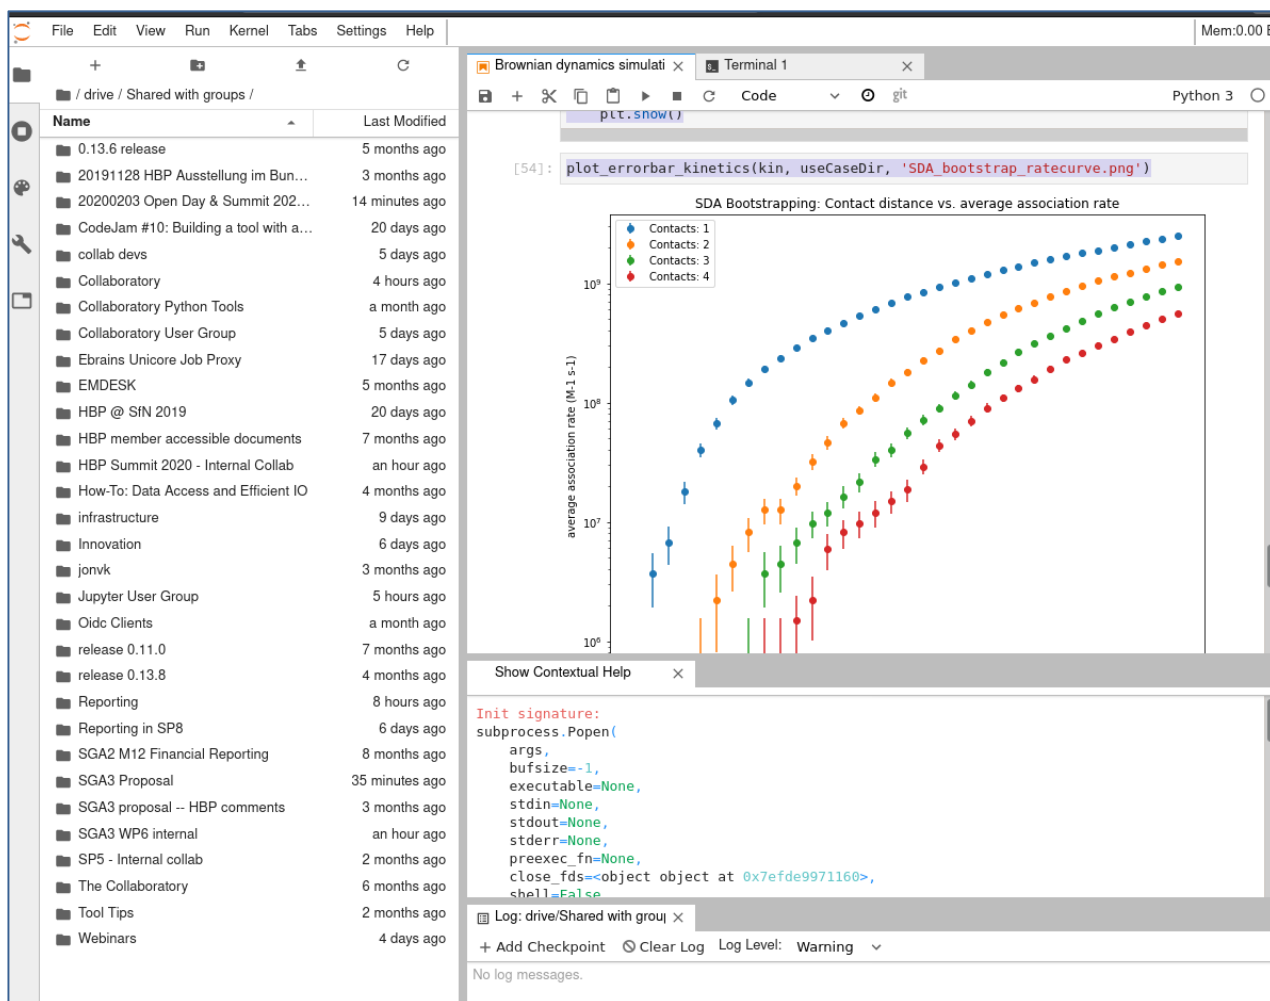 File Edit View Run Kernel Tabs Settings Help
Mem:0.00
/ drive / Shared with groups /
Name Last Modified
0.13.6 release 5 months ago
20191128 HBP Ausstellung im Bun... 3 months ago
20200203 Open Day & Summit 202... 14 minutes ago
CodeJam #10: Building a tool with a... 20 days ago
collab devs 5 days ago
Collaboratory 4 hours ago
Collaboratory Python Tools a month ago
Collaboratory User Group 5 days ago
Ebrains Unicore Job Proxy 17 days ago
EMDESK 5 months ago
HBP @ SfN 2019 20 days ago
HBP member accessible documents 7 months ago
HBP Summit 2020 - Internal Collab an hour ago
How-To: Data Access and Efficient IO 4 months ago
infrastructure 9 days ago
Innovation 6 days ago
jonvk 3 months ago
Jupyter User Group 5 hours ago
Oidc Clients a month ago
release 0.11.0 7 months ago
release 0.13.8 4 months ago
Reporting 8 hours ago
Reporting in SP8 6 days ago
SGA2 M12 Financial Reporting 8 months ago
SGA3 Proposal 35 minutes ago
SGA3 proposal -- HBP comments 3 months ago
SGA3 WP6 internal an hour ago
SP5 - Internal collab 2 months ago
The Collaboratory 6 months ago
Tool Tips 2 months ago
Webinars 4 days ago
Brownian dynamics simulati
Terminal 1
Code
git
Python 3
plt.show()
[54]: plot_errorbar_kinetics(kin, useCaseDir, 'SDA_bootstrap_ratecurve.png')
SDA Bootstrapping: Contact distance vs. average association rate
Contacts: 1
Contacts: 2
Contacts: 3
Contacts: 4
10⁹
10⁸
10⁷
10⁶
average association rate (M-1 s-1)
Show Contextual Help
Init signature:
subprocess.Popen(
args,
bufsize=-1,
executable=None,
stdin=None,
stdout=None,
stderr=None,
preexec_fn=None,
close_fds=<object object at 0x7efde9971160>,
shell=False
Log: drive/Shared with grou
+ Add Checkpoint Clear Log Log Level: Warning
No log messages.